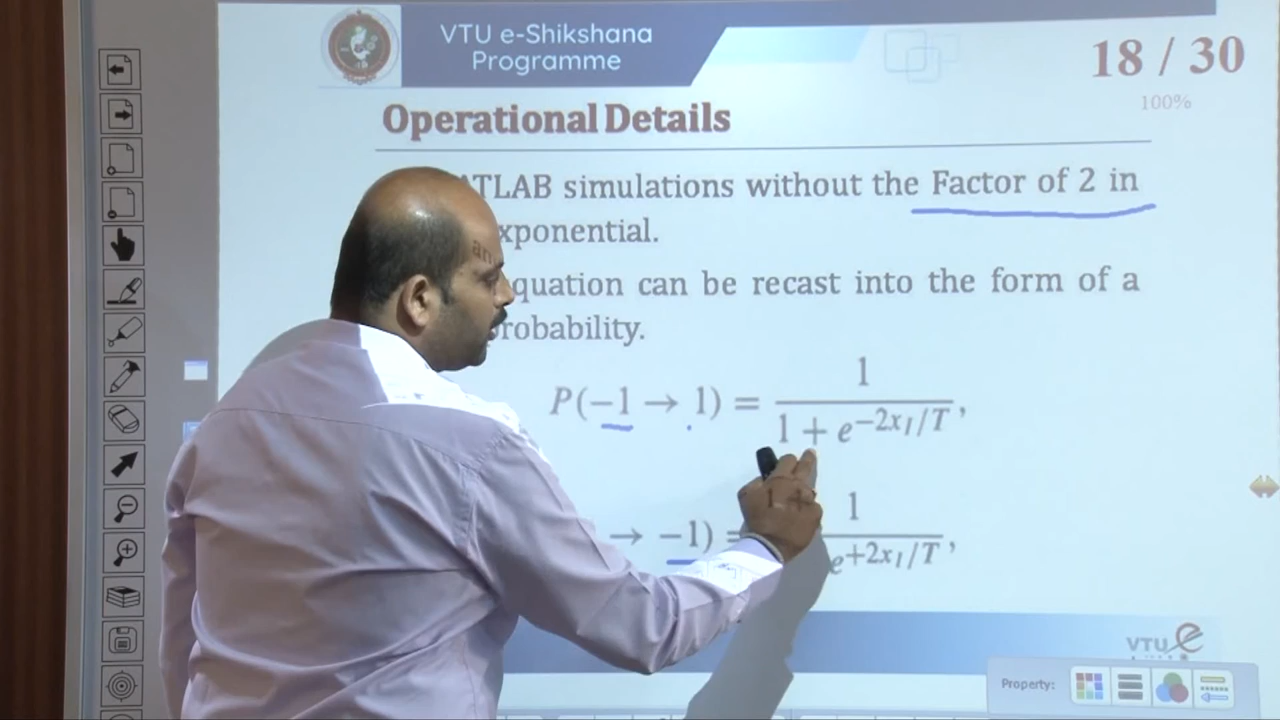 VTU e-Shikshana
Programme
18 / 30
100%
Operational Details
ATLAB simulations without the Factor of 2 in
xponential.
quation can be recast into the form of a
robability.
P(−1 → 1) = 1 / (1 + e^{−2x_I/T}),
→ −1) = 1 / e^{+2x_I/T},
VTU e
Property: